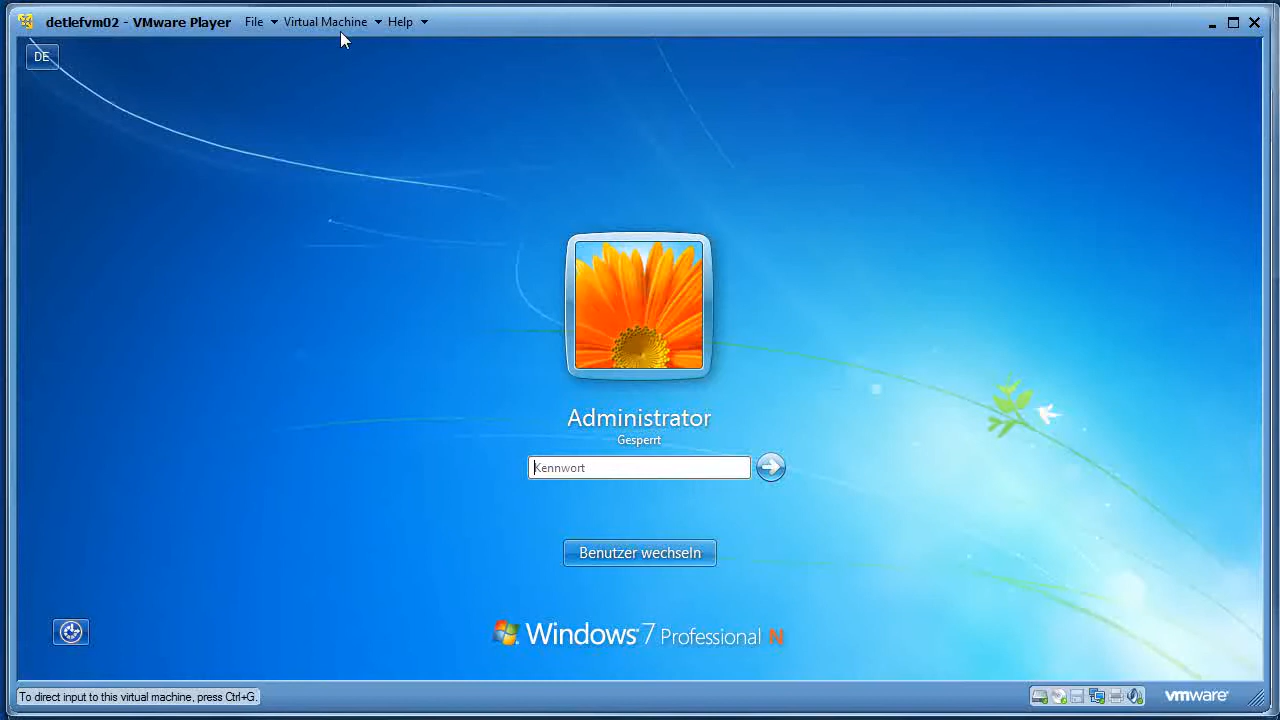 detlefvm02 - VMware Player File Virtual Machine Help
DE
Administrator
Gesperrt
Kennwort
Benutzer wechseln
Windows 7 Professional N
To direct input to this virtual machine, press Ctrl+G.
vmware